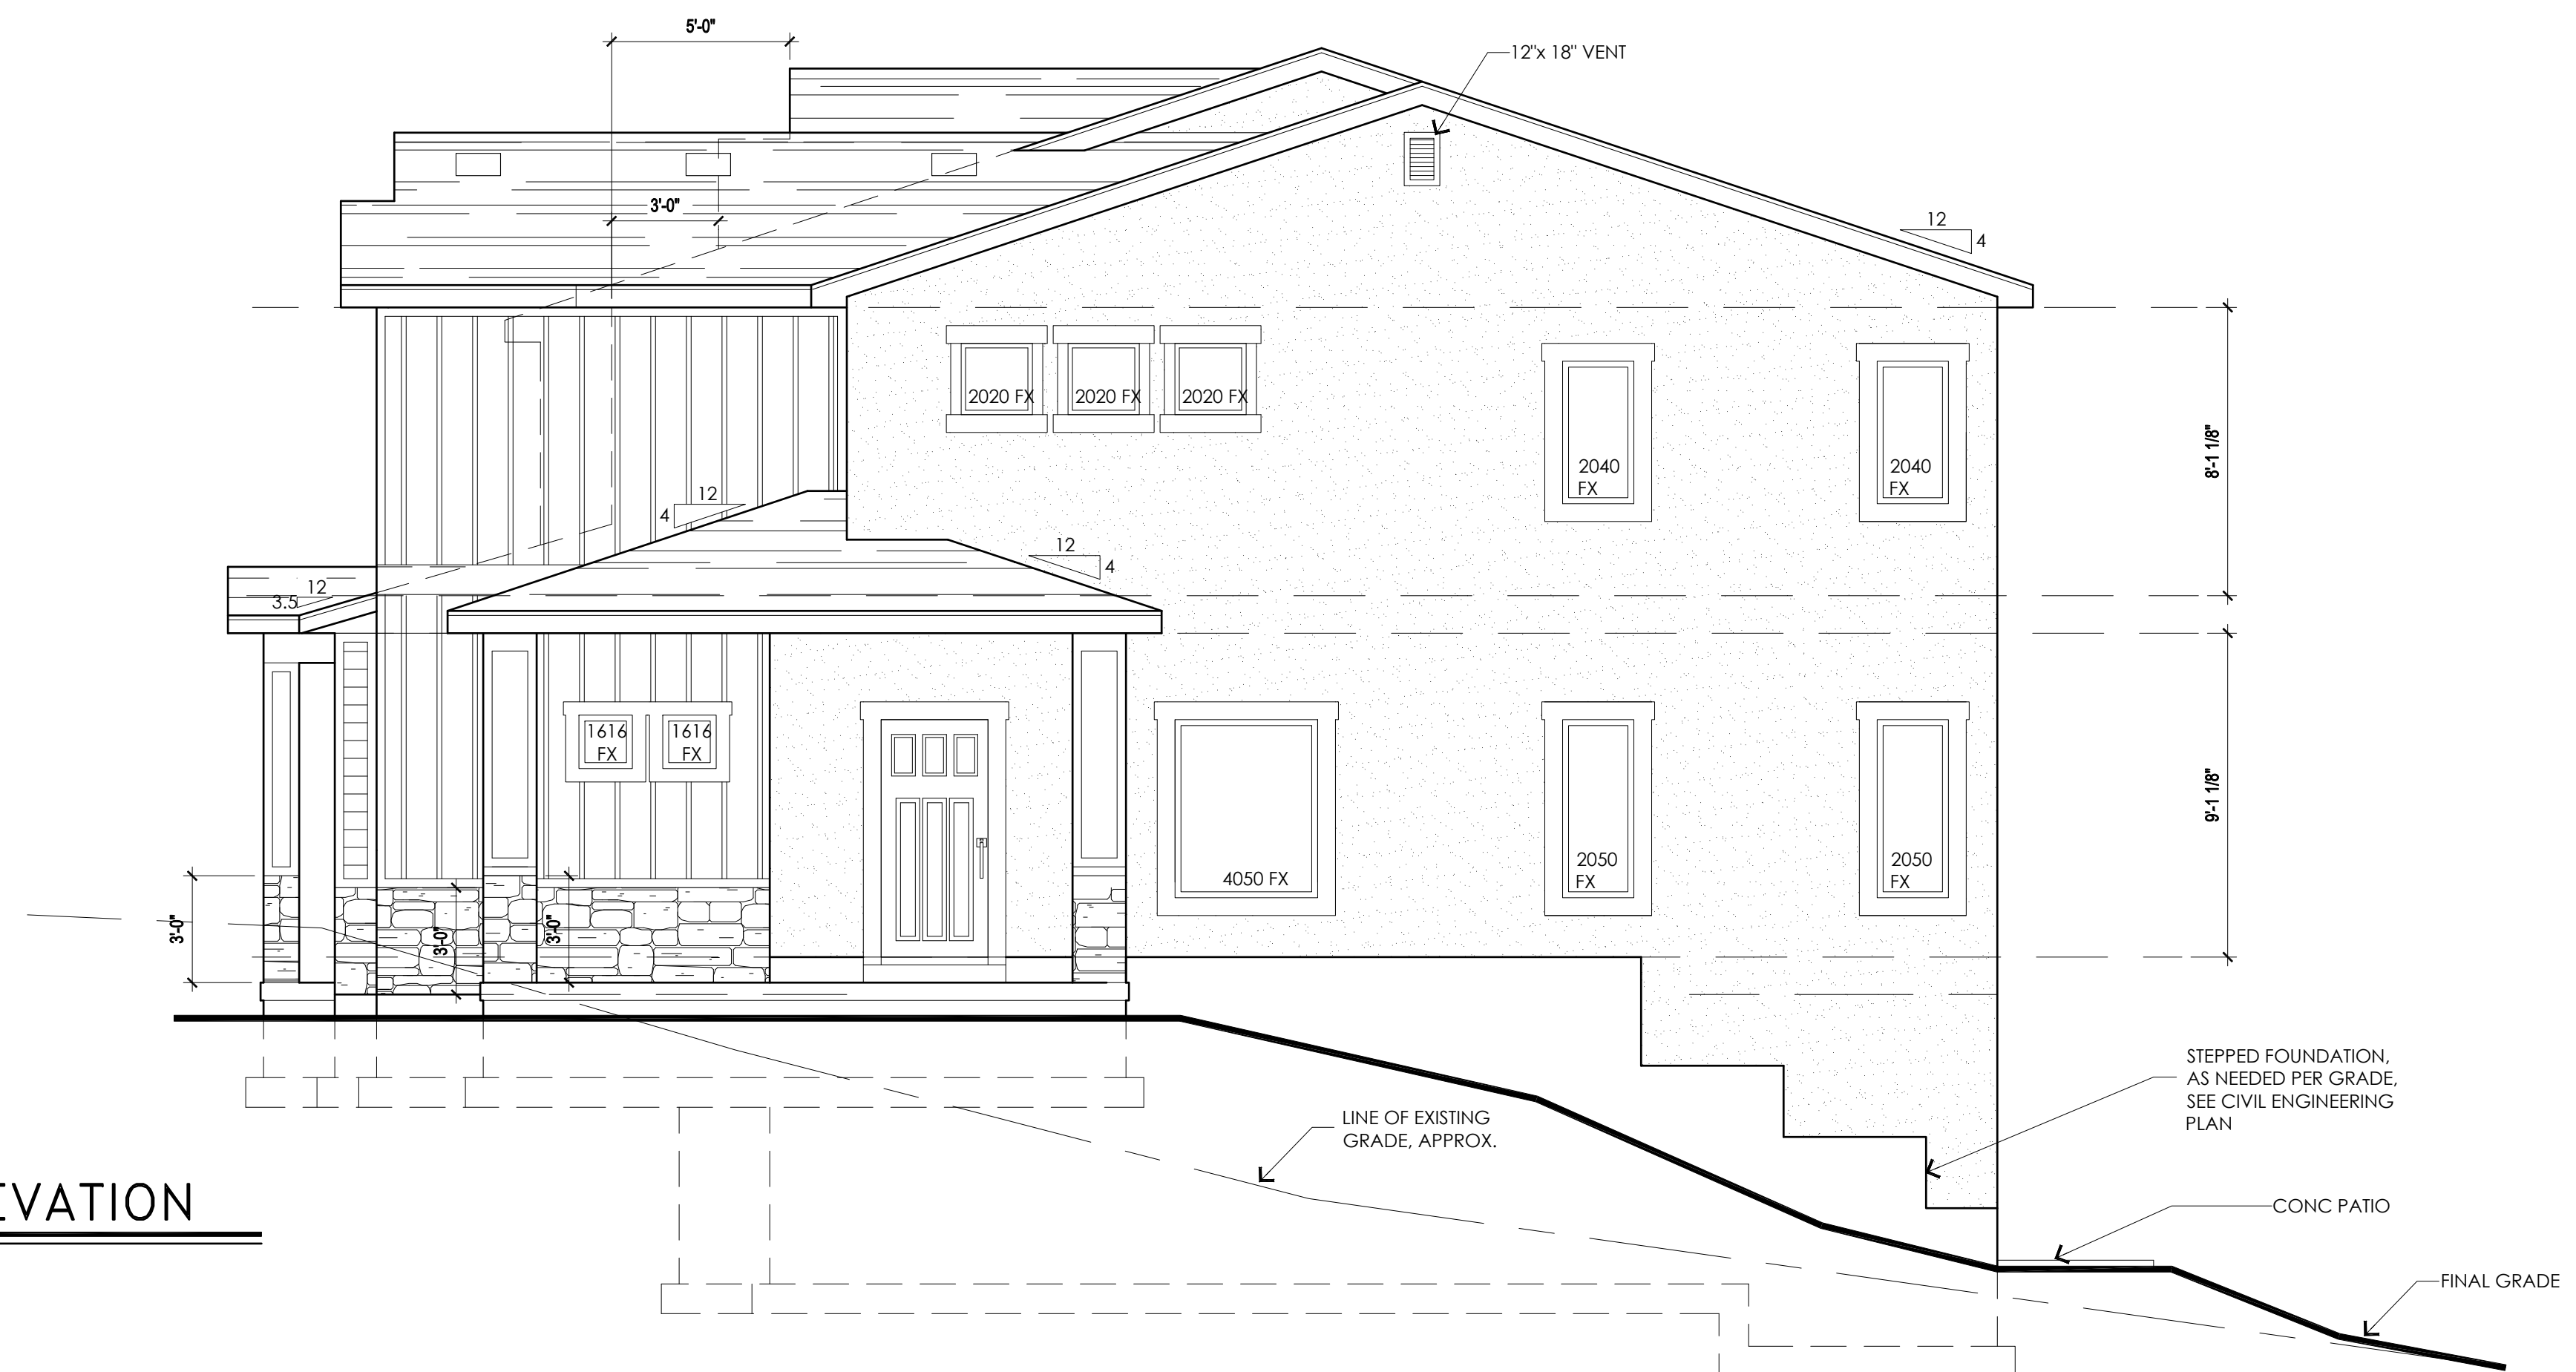 5'-0"
12"x 18" VENT
3'-0"
12
4
2020 FX
2020 FX
2020 FX
2040
FX
2040
FX
8'-1 1/8"
12
4
12
4
12
3.5
1616
FX
1616
FX
4050 FX
2050
FX
2050
FX
9'-1 1/8"
3'-0"
3'-0"
3'-0"
STEPPED FOUNDATION,
AS NEEDED PER GRADE,
SEE CIVIL ENGINEERING
PLAN
LINE OF EXISTING
GRADE, APPROX.
EVATION
CONC PATIO
FINAL GRADE